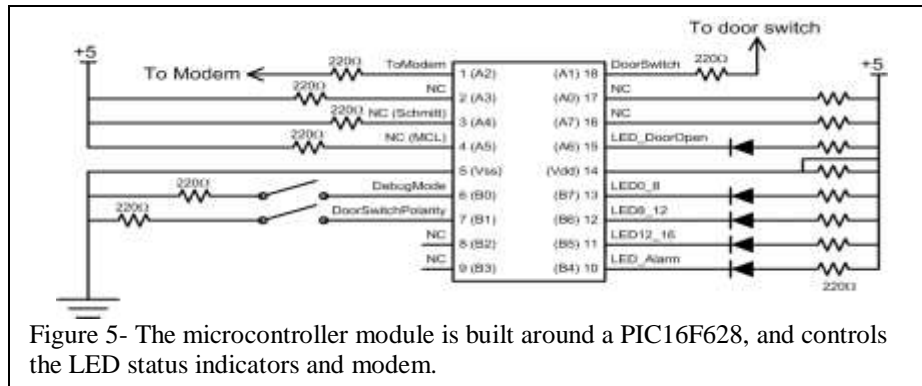 To door switch
+5
To Modem
220Ω
ToModem
1 (A2)
(A1) 18
DoorSwitch
220Ω
+5
220Ω
NC
2 (A3)
(A0) 17
NC
220Ω
NC (Schmitt)
3 (A4)
(A7) 16
NC
220Ω
NC (MCL)
4 (A5)
(A6) 15
LED_DoorOpen
5 (Vss)
(Vdd) 14
220Ω
DebugMode
6 (B0)
(B7) 13
LED0_8
220Ω
DoorSwitchPolarity
7 (B1)
(B6) 12
LED8_12
NC
8 (B2)
(B5) 11
LED12_16
NC
9 (B3)
(B4) 10
LED_Alarm
220Ω
Figure 5- The microcontroller module is built around a PIC16F628, and controls
the LED status indicators and modem.